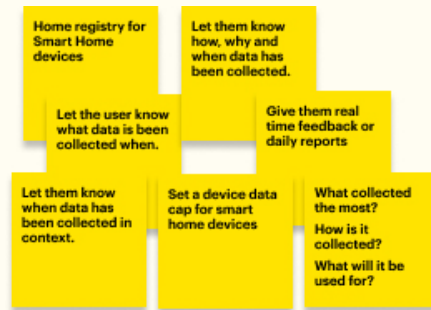 Home registry for
Smart Home
devices
Let them know
how, why and
when data has
been collected.
Let the user know
what data is been
collected when.
Give them real
time feedback or
daily reports
Let them know
when data has
been collected in
context.
Set a device data
cap for smart
home devices
What collected
the most?
How is it
collected?
What will it be
used for?